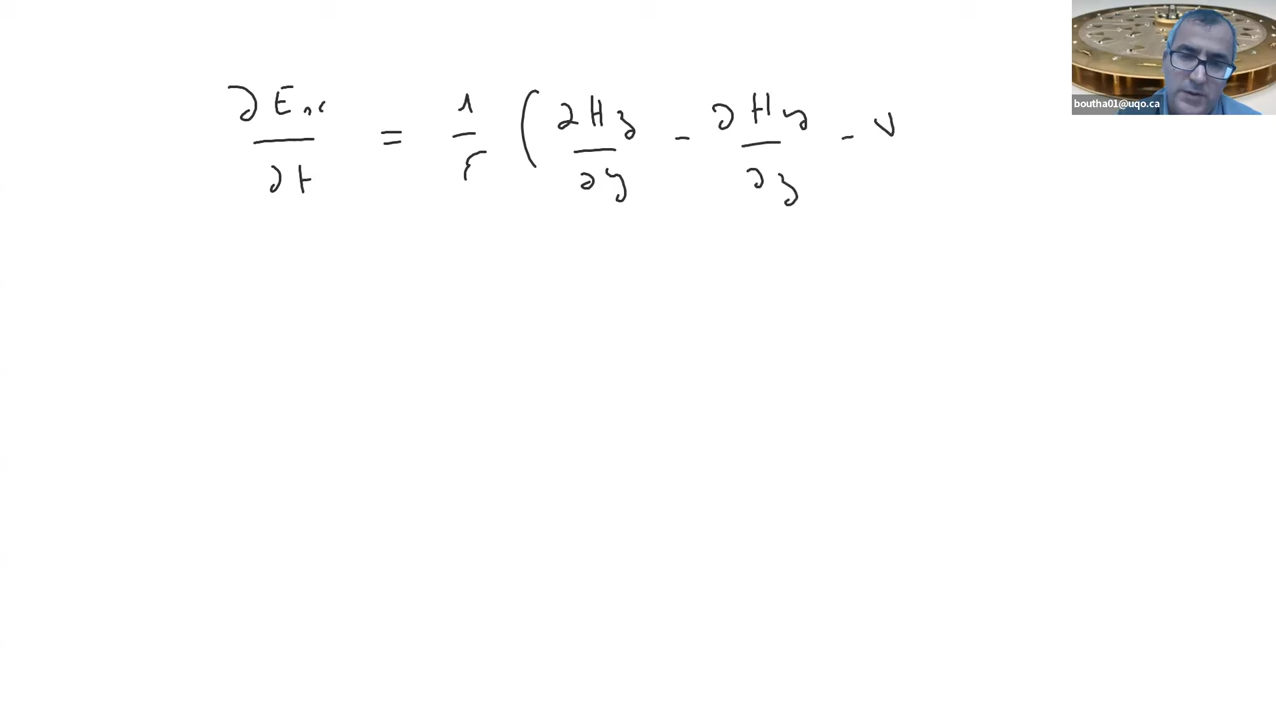 ∂Ex/∂t = 1/ε ( ∂Hz/∂y - ∂Hy/∂z - 
boutha01@uqo.ca